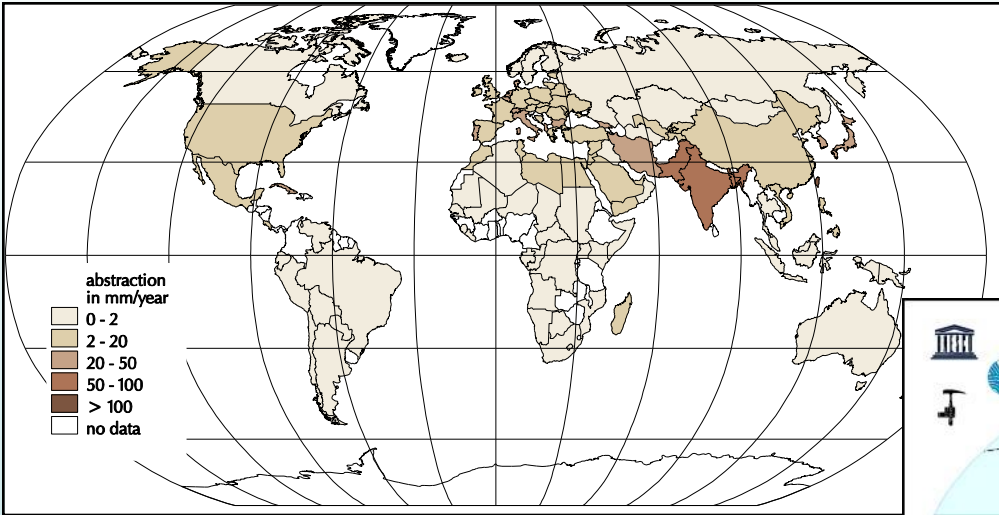 abstraction
in mm/year
0 - 2
2 - 20
20 - 50
50 - 100
> 100
no data